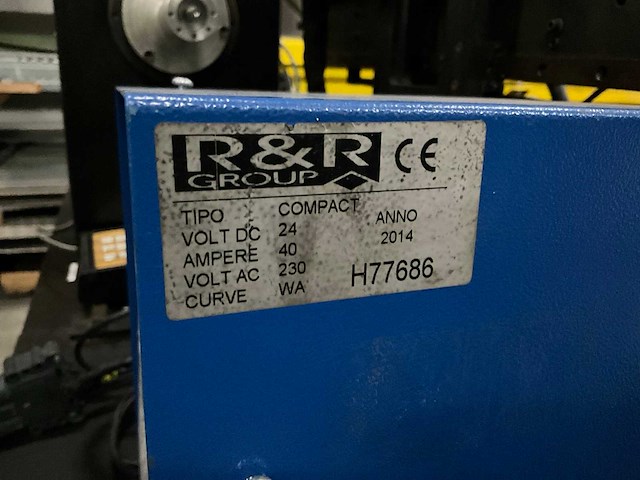 R&R
GROUP
CE
TIPO COMPACT ANNO
VOLT DC 24 2014
AMPERE 40
VOLT AC 230 H77686
CURVE WA